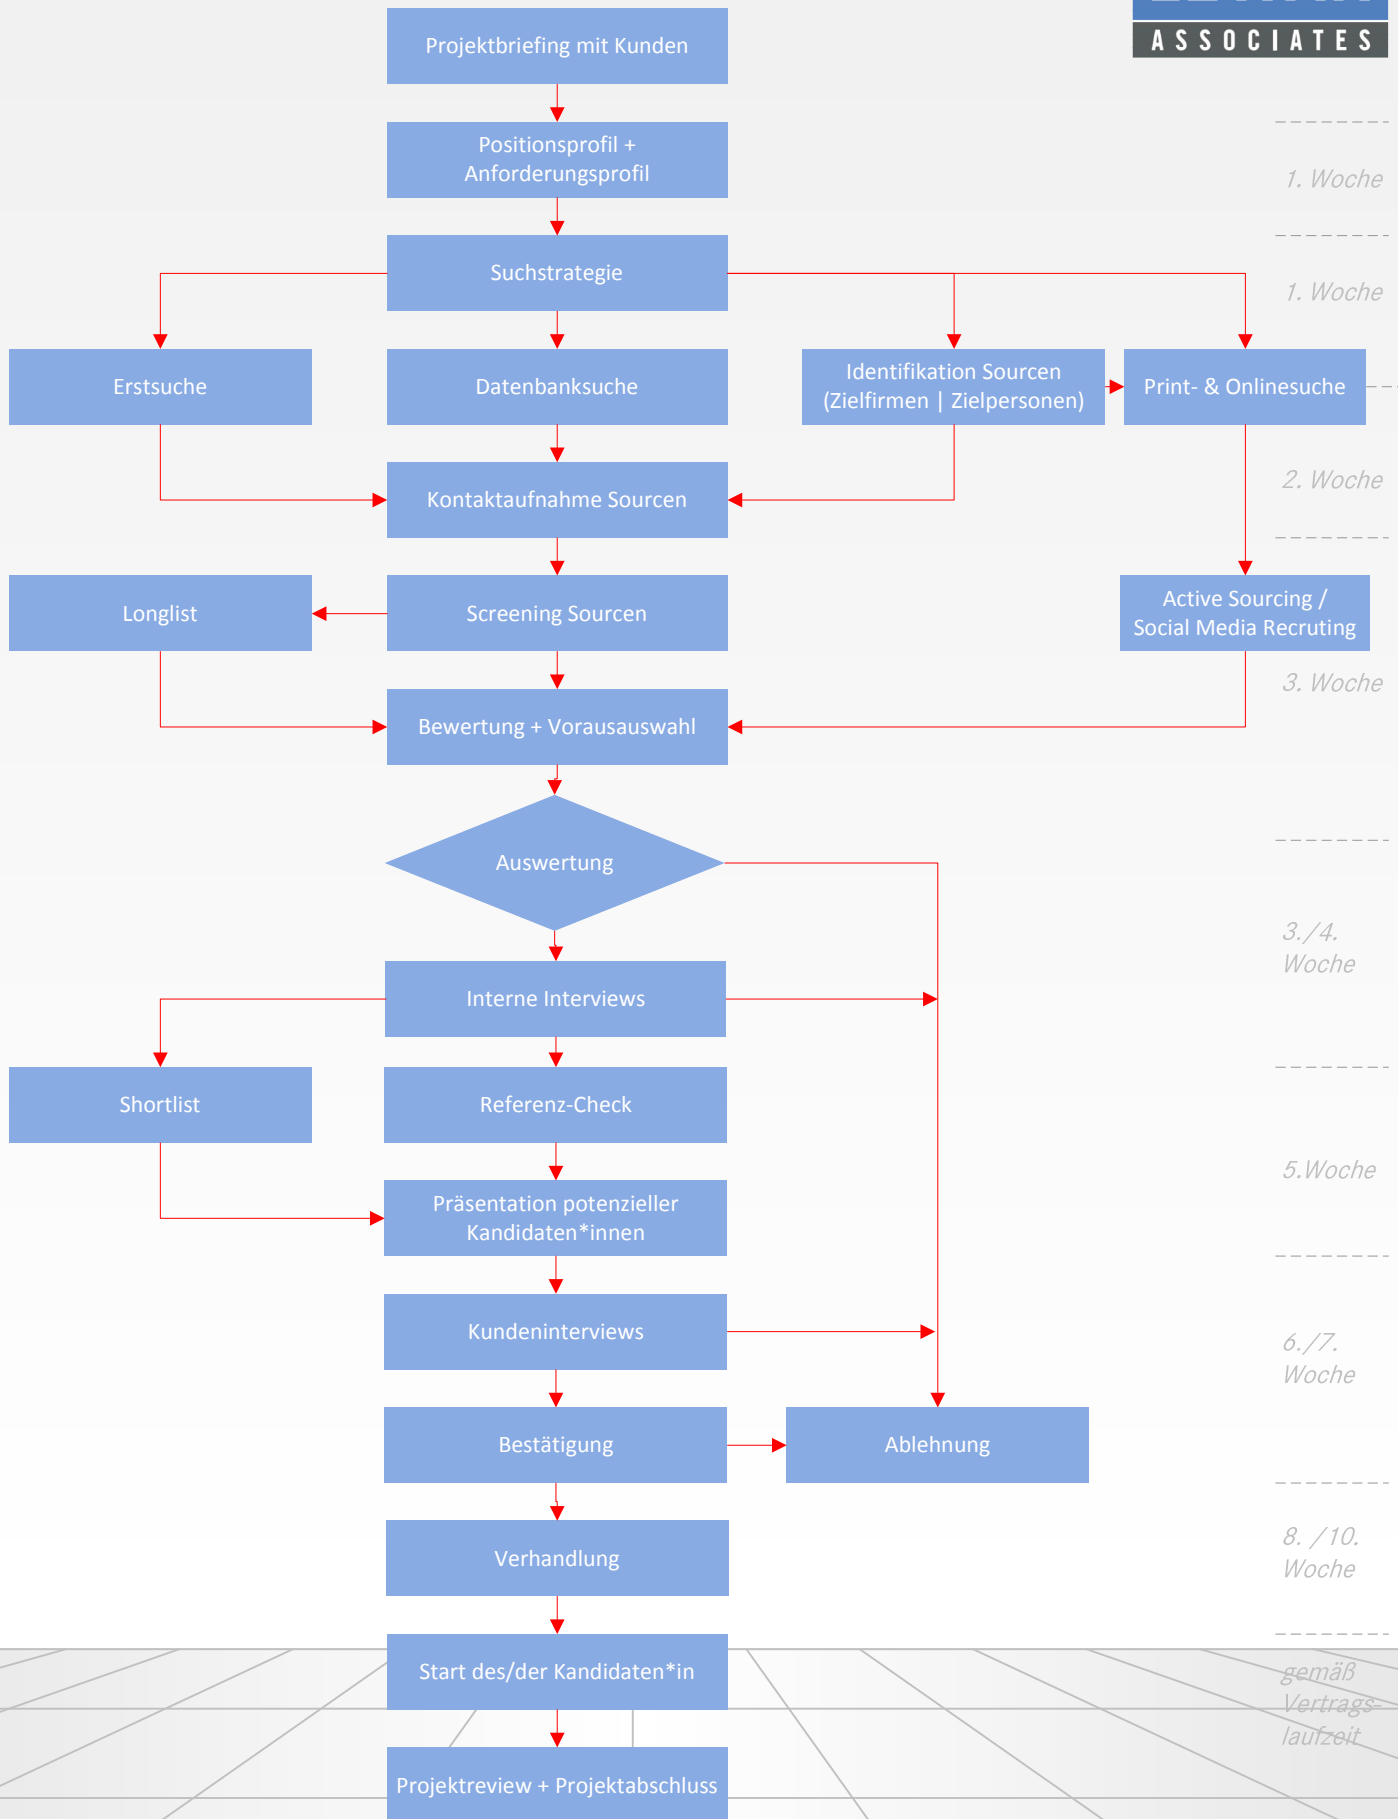 ASSOCIATES
Projektbriefing mit Kunden
Positionsprofil +
Anforderungsprofil
1. Woche
Suchstrategie
1. Woche
Erstsuche
Datenbanksuche
Identifikation Sourcen
(Zielfirmen | Zielpersonen)
Print- & Onlinesuche
Kontaktaufnahme Sourcen
2. Woche
Longlist
Screening Sourcen
Active Sourcing /
Social Media Recruting
3. Woche
Bewertung + Vorausauswahl
Auswertung
3./4.
Woche
Interne Interviews
Shortlist
Referenz-Check
5.Woche
Präsentation potenzieller
Kandidaten*innen
Kundeninterviews
6./7.
Woche
Bestätigung
Ablehnung
Verhandlung
8. /10.
Woche
Start des/der Kandidaten*in
gemäß
Vertrags-
laufzeit
Projektreview + Projektabschluss